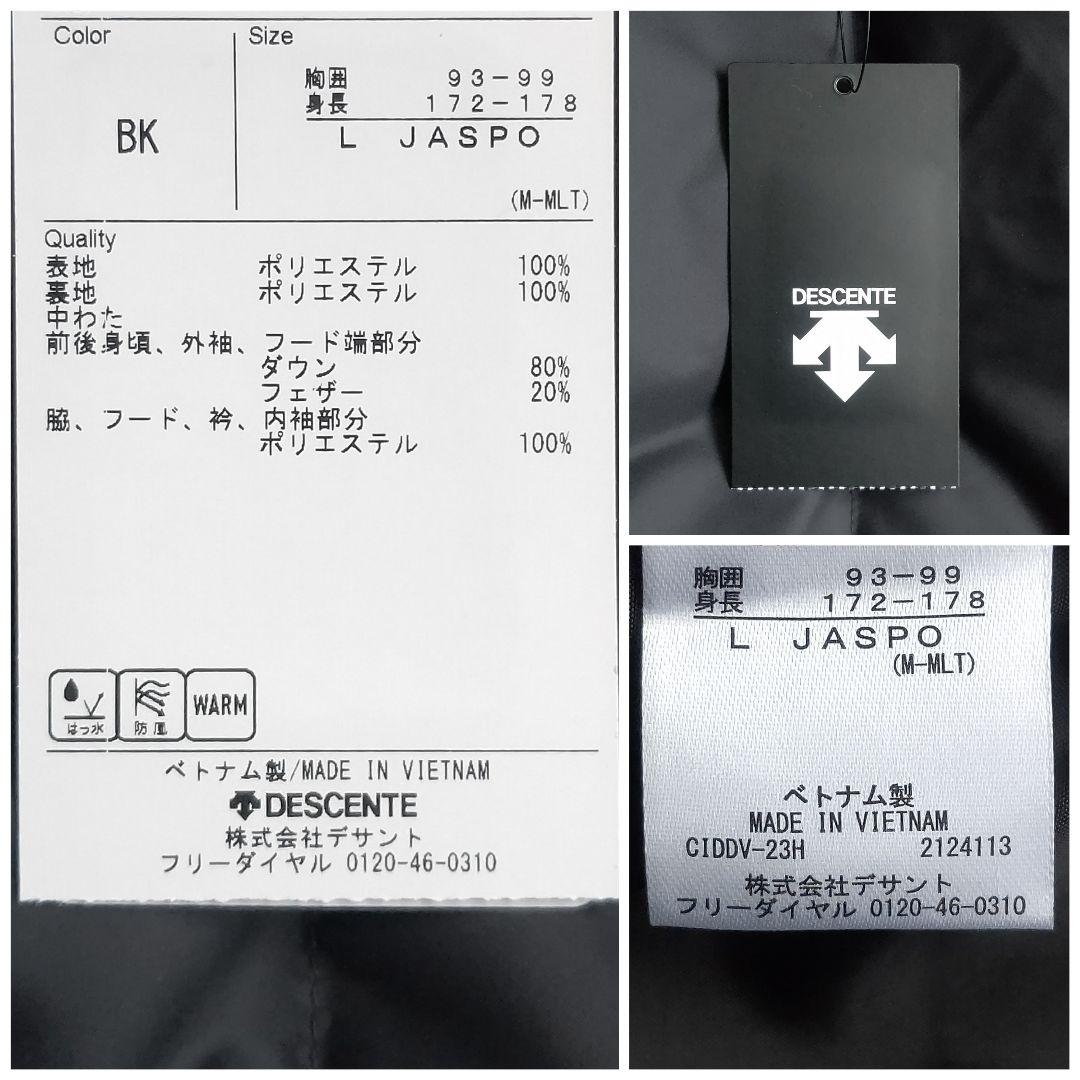 Color
Size
胸囲 93-99
身長 172-178
BK
L JASPO
(M-MLT)
Quality
表地 ポリエステル 100%
裏地 ポリエステル 100%
中わた
前後身頃、外袖、フード端部分
ダウン 80%
フェザー 20%
脇、フード、衿、内袖部分
ポリエステル 100%
はっ水
防風
WARM
ベトナム製/MADE IN VIETNAM
DESCENTE
株式会社デサント
フリーダイヤル 0120-46-0310
DESCENTE
胸囲 93-99
身長 172-178
L JASPO
(M-MLT)
ベトナム製
MADE IN VIETNAM
CIDDV-23H 2124113
株式会社デサント
フリーダイヤル 0120-46-0310